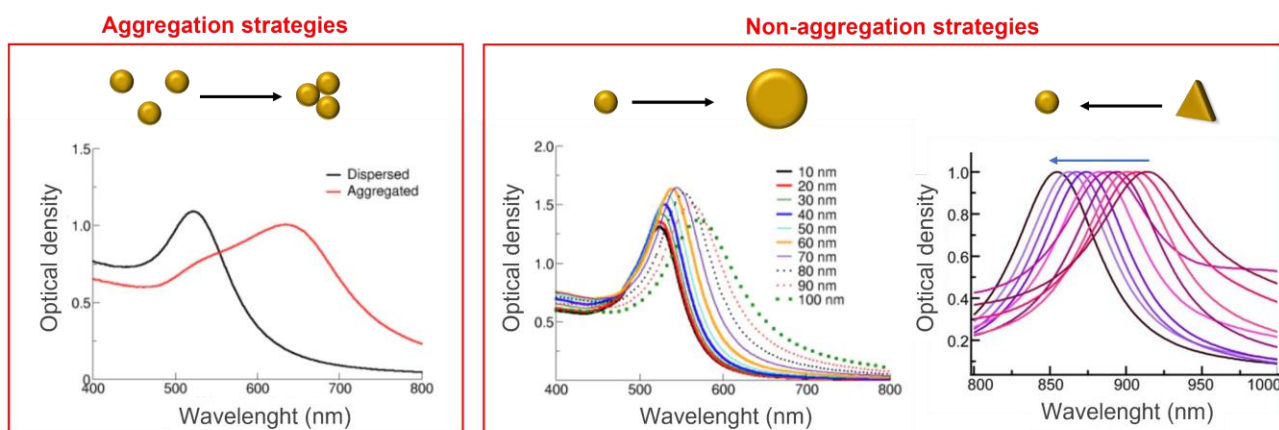 Aggregation strategies
Non-aggregation strategies
1.5
1.0
0.5
0
400
500
600
700
800
Optical density
Wavelenght (nm)
Dispersed
Aggregated
2.0
1.5
1.0
0.5
400
500
600
700
800
Optical density
Wavelenght (nm)
10 nm
20 nm
30 nm
40 nm
50 nm
60 nm
70 nm
80 nm
90 nm
100 nm
1.0
0.8
0.6
0.4
0.2
800
850
900
950
1000
Optical density
Wavelenght (nm)